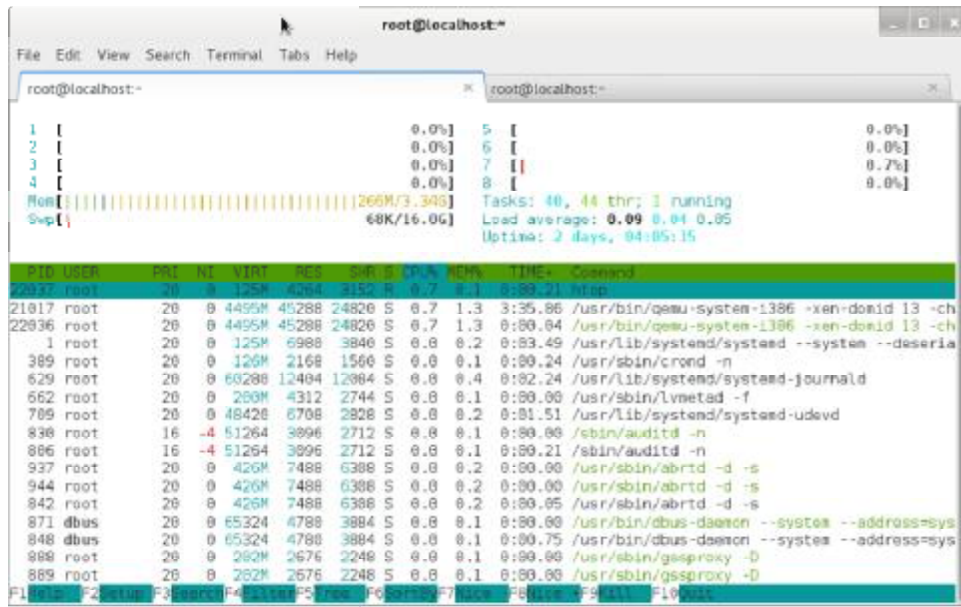 root@localhost:~
File Edit View Search Terminal Tabs Help
root@localhost:~ × root@localhost:~ ×
1 [ 0.0%] 5 [ 0.0%]
2 [ 0.0%] 6 [ 0.0%]
3 [ 0.0%] 7 [| 0.7%]
4 [ 0.0%] 8 [ 0.0%]
Mem[||||||||||||||||||||||||||||||266M/3.34G] Tasks: 40, 44 thr; 1 running
Swp[| 68K/16.0G] Load average: 0.09 0.04 0.05
Uptime: 2 days, 04:05:15
PID USER PRI NI VIRT RES SHR S CPU% MEM% TIME+ Command
22037 root 20 0 125M 4264 3152 R 0.7 0.1 0:00.21 htop
21017 root 20 0 4495M 45288 24820 S 0.7 1.3 3:35.06 /usr/bin/qemu-system-i386 -xen-domid 13 -ch
22036 root 20 0 4495M 45288 24820 S 0.7 1.3 0:00.04 /usr/bin/qemu-system-i386 -xen-domid 13 -ch
1 root 20 0 125M 6980 3840 S 0.0 0.2 0:03.49 /usr/lib/systemd/systemd --system --deseria
389 root 20 0 126M 2168 1560 S 0.0 0.1 0:00.24 /usr/sbin/crond -n
629 root 20 0 60280 12404 12084 S 0.0 0.4 0:02.24 /usr/lib/systemd/systemd-journald
662 root 20 0 200M 4312 2744 S 0.0 0.1 0:00.00 /usr/sbin/lvmetad -f
709 root 20 0 48420 6708 2828 S 0.0 0.2 0:01.51 /usr/lib/systemd/systemd-udevd
830 root 16 -4 51264 3096 2712 S 0.0 0.1 0:00.00 /sbin/auditd -n
806 root 16 -4 51264 3096 2712 S 0.0 0.1 0:00.21 /sbin/auditd -n
937 root 20 0 426M 7488 6308 S 0.0 0.2 0:00.00 /usr/sbin/abrtd -d -s
944 root 20 0 426M 7488 6308 S 0.0 0.2 0:00.00 /usr/sbin/abrtd -d -s
842 root 20 0 426M 7488 6308 S 0.0 0.2 0:00.05 /usr/sbin/abrtd -d -s
871 dbus 20 0 65324 4780 3884 S 0.0 0.1 0:00.00 /usr/bin/dbus-daemon --system --address=sys
848 dbus 20 0 65324 4780 3884 S 0.0 0.1 0:00.75 /usr/bin/dbus-daemon --system --address=sys
888 root 20 0 202M 2676 2248 S 0.0 0.1 0:00.00 /usr/sbin/gssproxy -D
889 root 20 0 202M 2676 2248 S 0.0 0.1 0:00.00 /usr/sbin/gssproxy -D
F1Help F2Setup F3SearchF4FilterF5Tree F6SortByF7Nice -F8Nice +F9Kill F10Quit